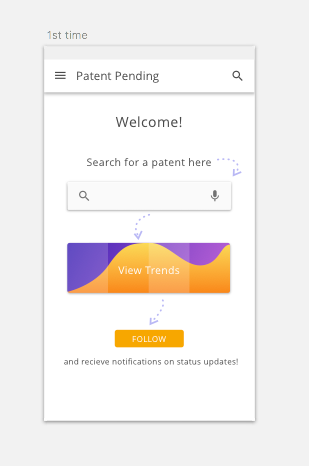 1st time
Patent Pending
Welcome!
Search for a patent here
View Trends
FOLLOW
and recieve notifications on status updates!